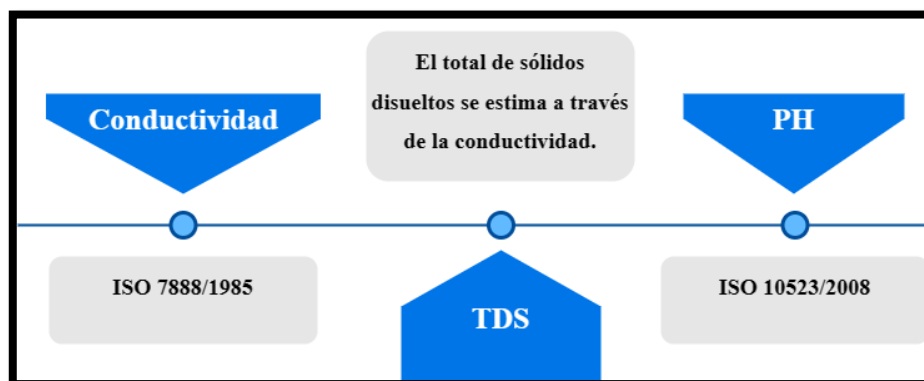 El total de sólidos
disueltos se estima a través
de la conductividad.
Conductividad
PH
ISO 7888/1985
ISO 10523/2008
TDS